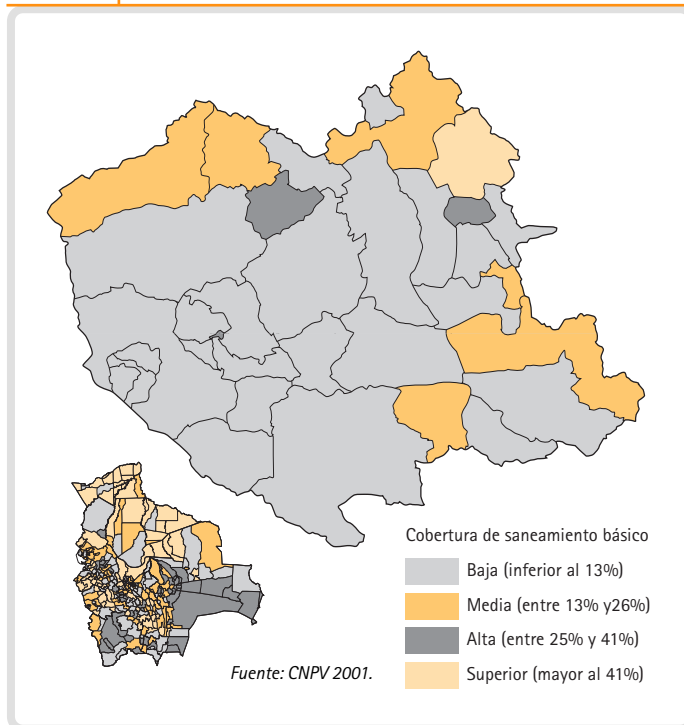 Cobertura de saneamiento básico
Baja (inferior al 13%)
Media (entre 13% y26%)
Alta (entre 25% y 41%)
Superior (mayor al 41%)
Fuente: CNPV 2001.